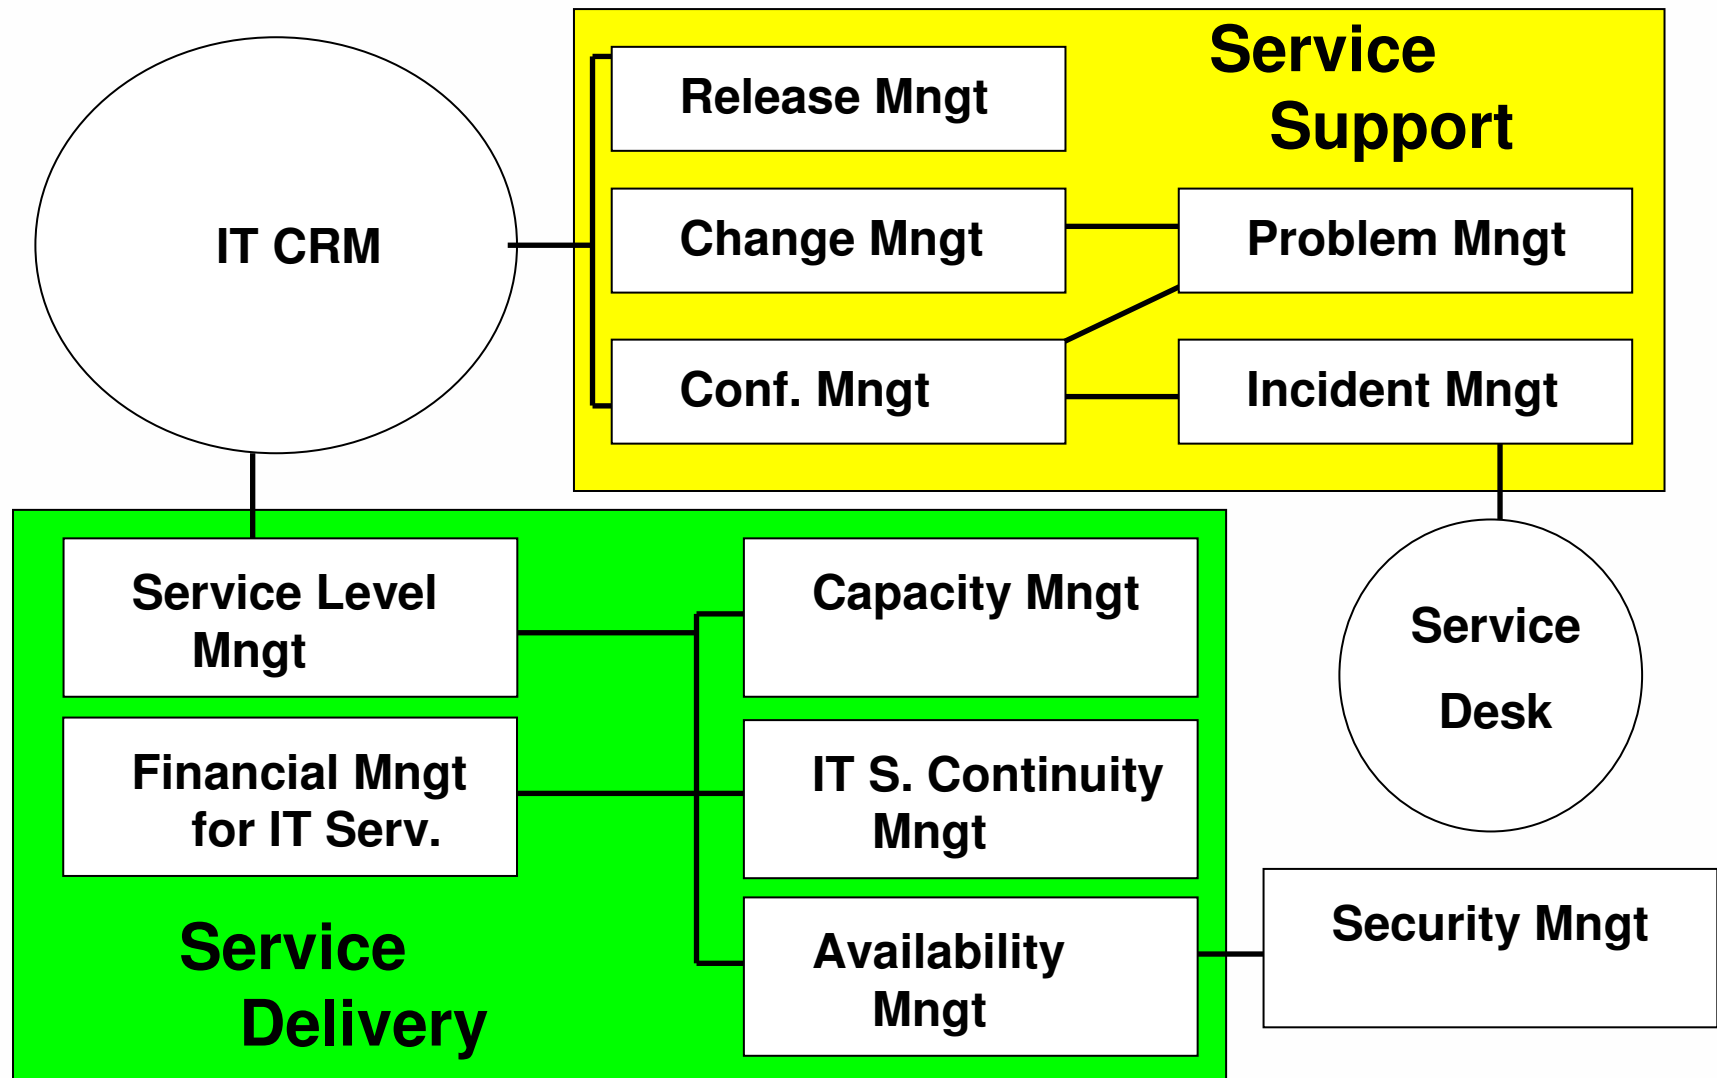 Service
Support
Release Mngt
IT CRM
Change Mngt
Problem Mngt
Conf. Mngt
Incident Mngt
Service Level
Mngt
Capacity Mngt
Service
Desk
Financial Mngt
for IT Serv.
IT S. Continuity
Mngt
Service
Delivery
Availability
Mngt
Security Mngt